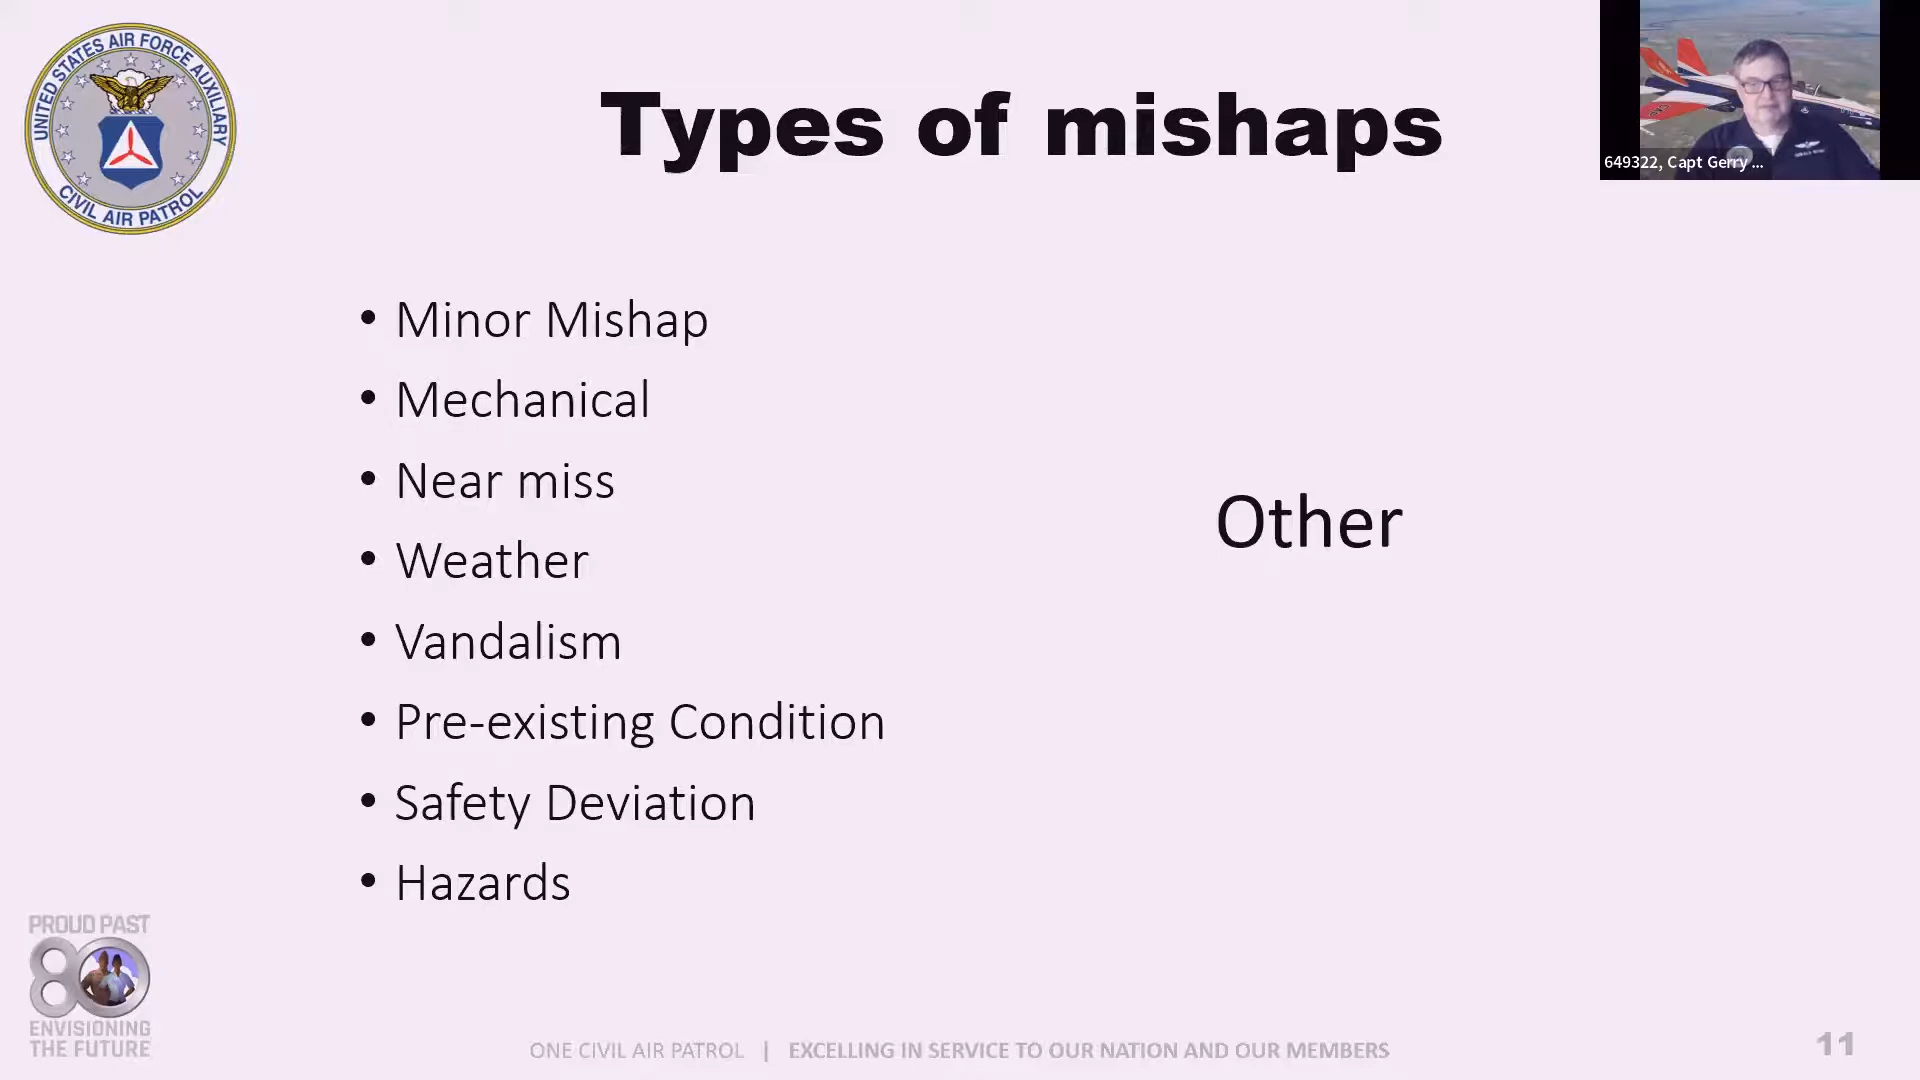 UNITED STATES AIR FORCE AUXILIARY
CIVIL AIR PATROL
Types of mishaps
649322, Capt Gerry ...
• Minor Mishap
• Mechanical
• Near miss
• Weather
• Vandalism
• Pre-existing Condition
• Safety Deviation
• Hazards
Other
PROUD PAST
80
ENVISIONING
THE FUTURE
ONE CIVIL AIR PATROL | EXCELLING IN SERVICE TO OUR NATION AND OUR MEMBERS
11